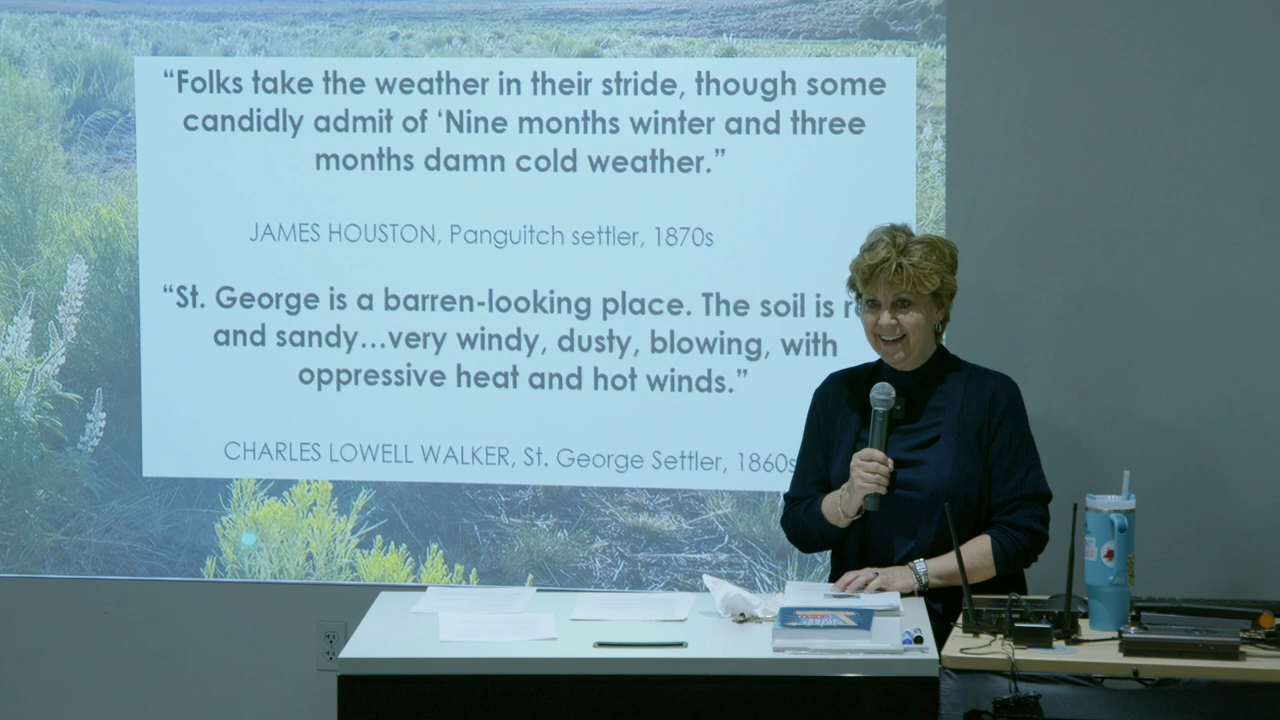 “Folks take the weather in their stride, though some
candidly admit of ‘Nine months winter and three
months damn cold weather.”
JAMES HOUSTON, Panguitch settler, 1870s
“St. George is a barren-looking place. The soil is
and sandy...very windy, dusty, blowing, with
oppressive heat and hot winds.”
CHARLES LOWELL WALKER, St. George Settler, 1860s